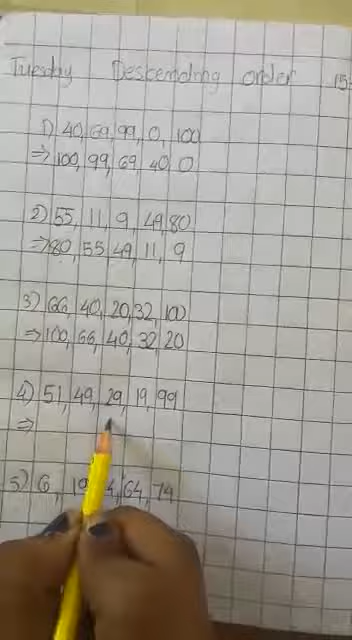 Tuesday Descending order 15
1) 40, 69, 99, 0, 100
⇒ 100, 99, 69, 40, 0
2) 55, 11, 9, 49, 80
⇒ 80, 55, 49, 11, 9
3) 66, 40, 20, 32, 100
⇒ 100, 66, 40, 32, 20
4) 51, 49, 29, 19, 99
⇒
5) 6, 19 4, 64, 74